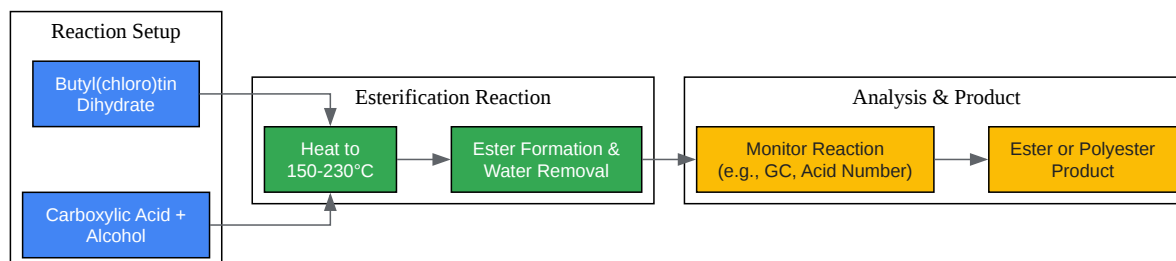 Reaction Setup
Butyl(chloro)tin
Dihydrate
Carboxylic Acid +
Alcohol
Esterification Reaction
Heat to
150-230°C
Ester Formation &
Water Removal
Analysis & Product
Monitor Reaction
(e.g., GC, Acid Number)
Ester or Polyester
Product